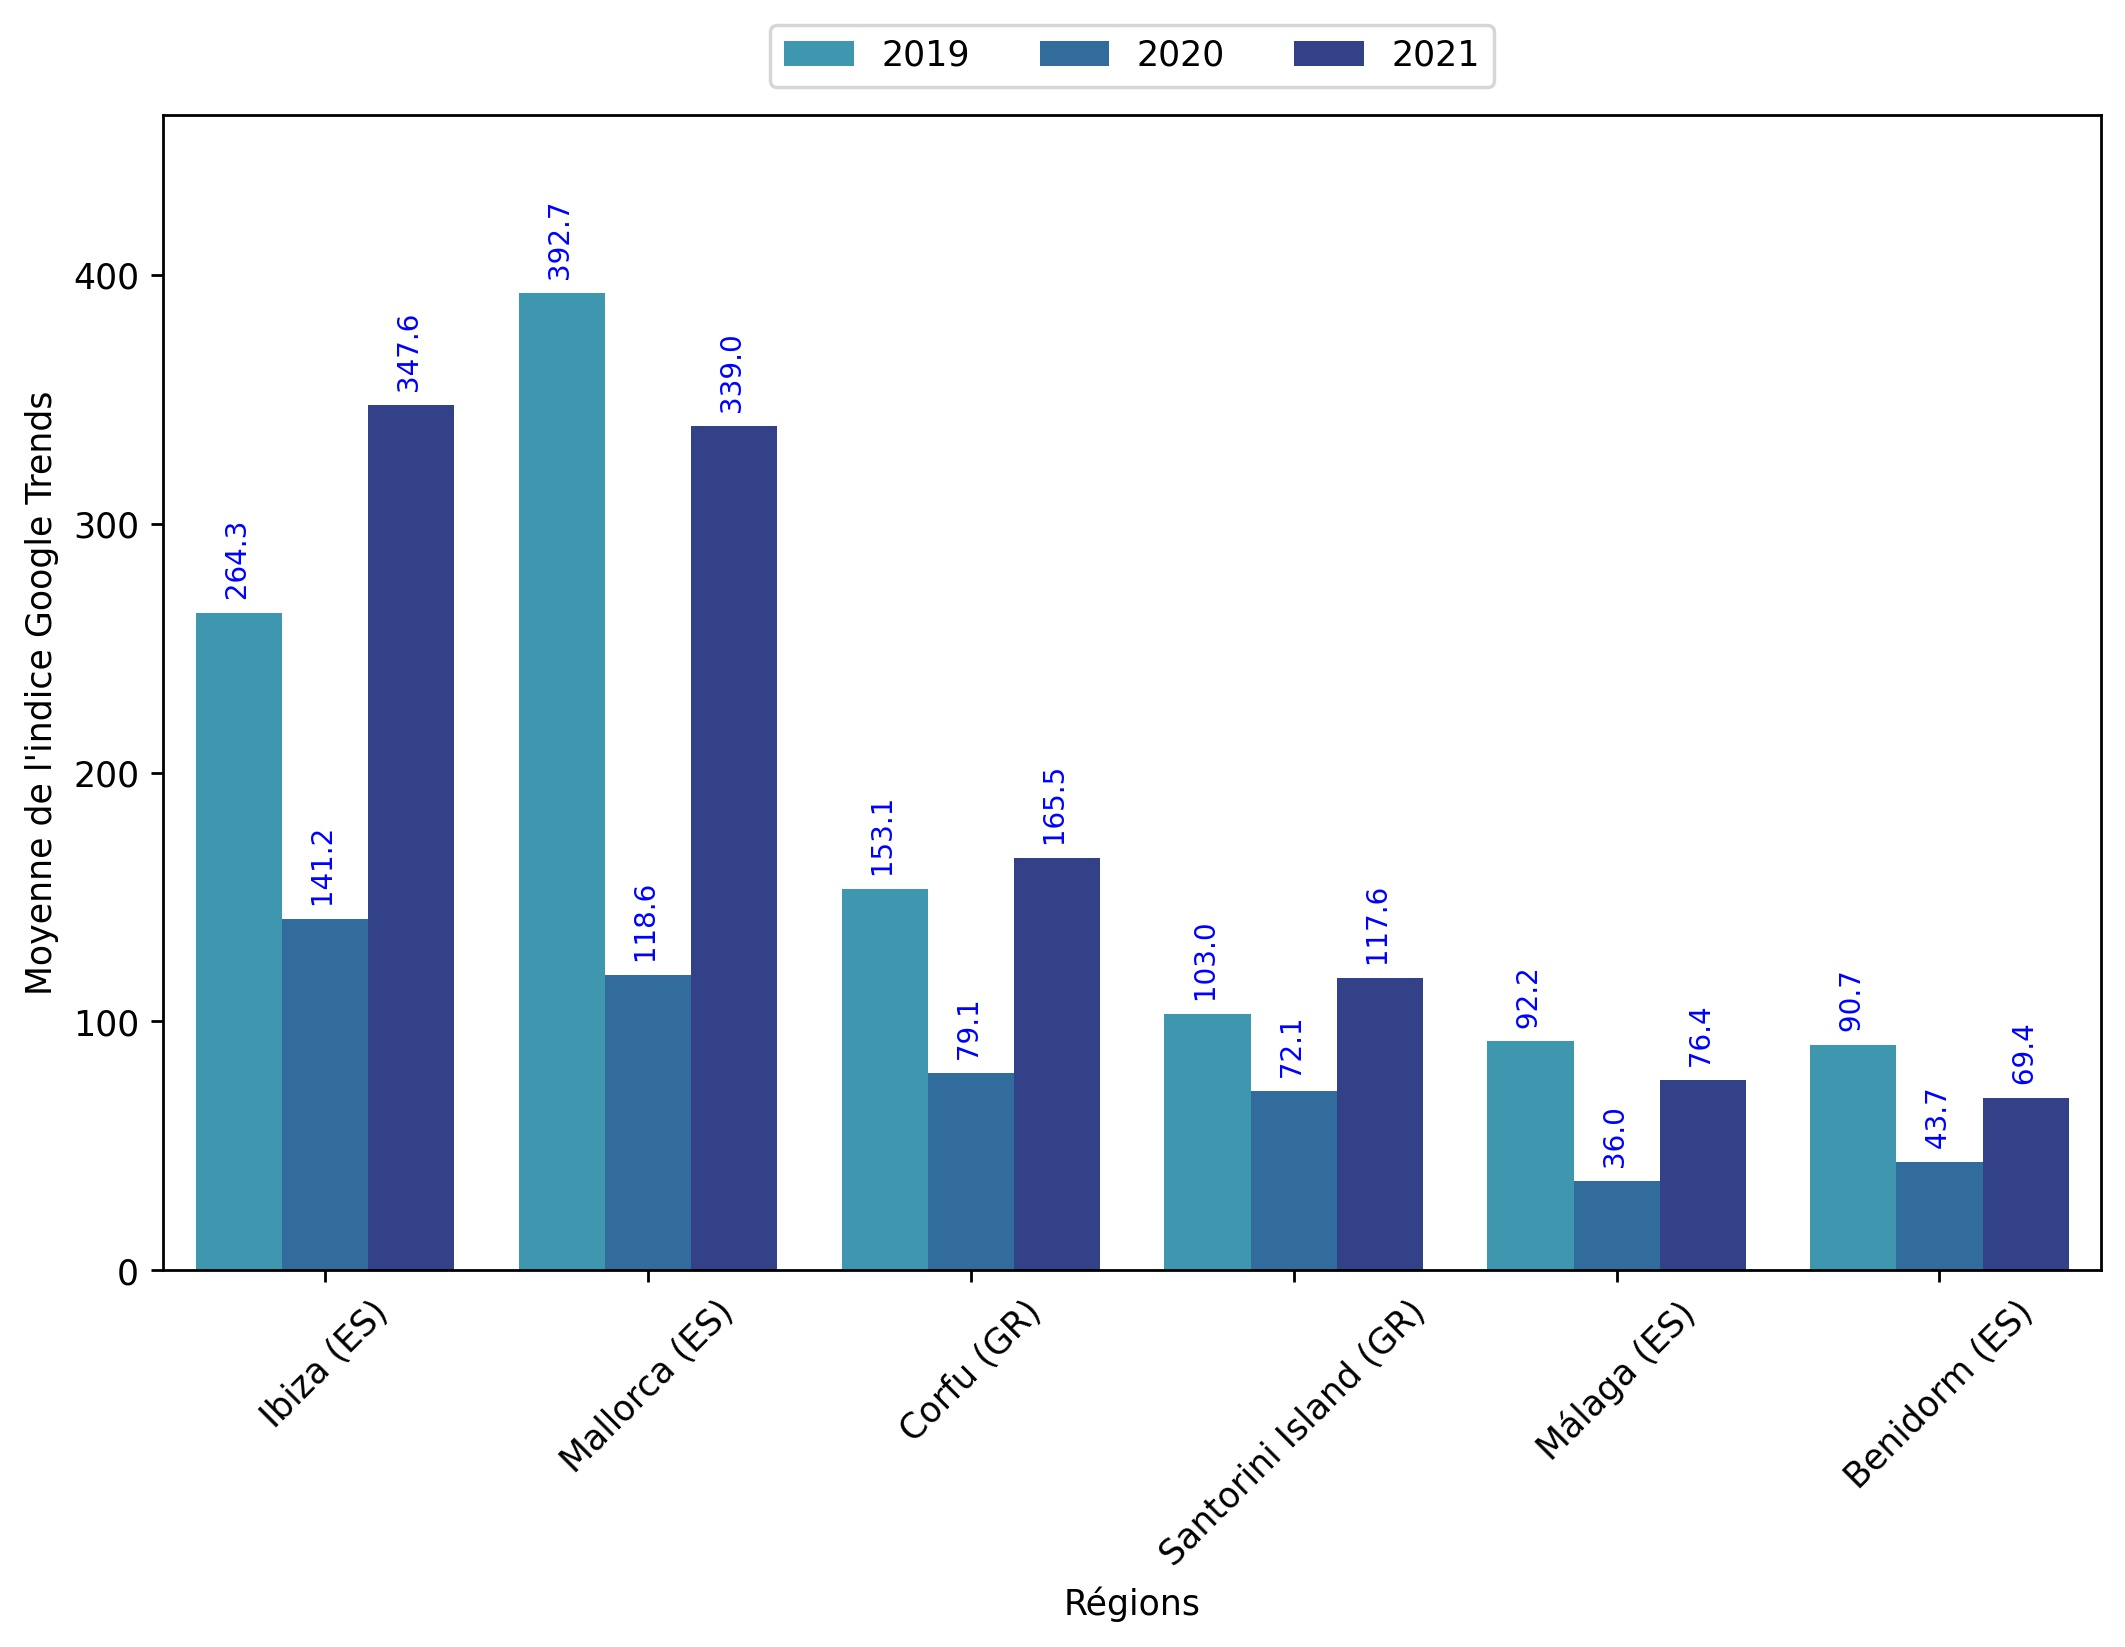 2019 2020 2021
Moyenne de l'indice Google Trends
400
300
200
100
0
264.3 141.2 347.6
392.7 118.6 339.0
153.1 79.1 165.5
103.0 72.1 117.6
92.2 36.0 76.4
90.7 43.7 69.4
Ibiza (ES)
Mallorca (ES)
Corfu (GR)
Santorini Island (GR)
Málaga (ES)
Benidorm (ES)
Régions